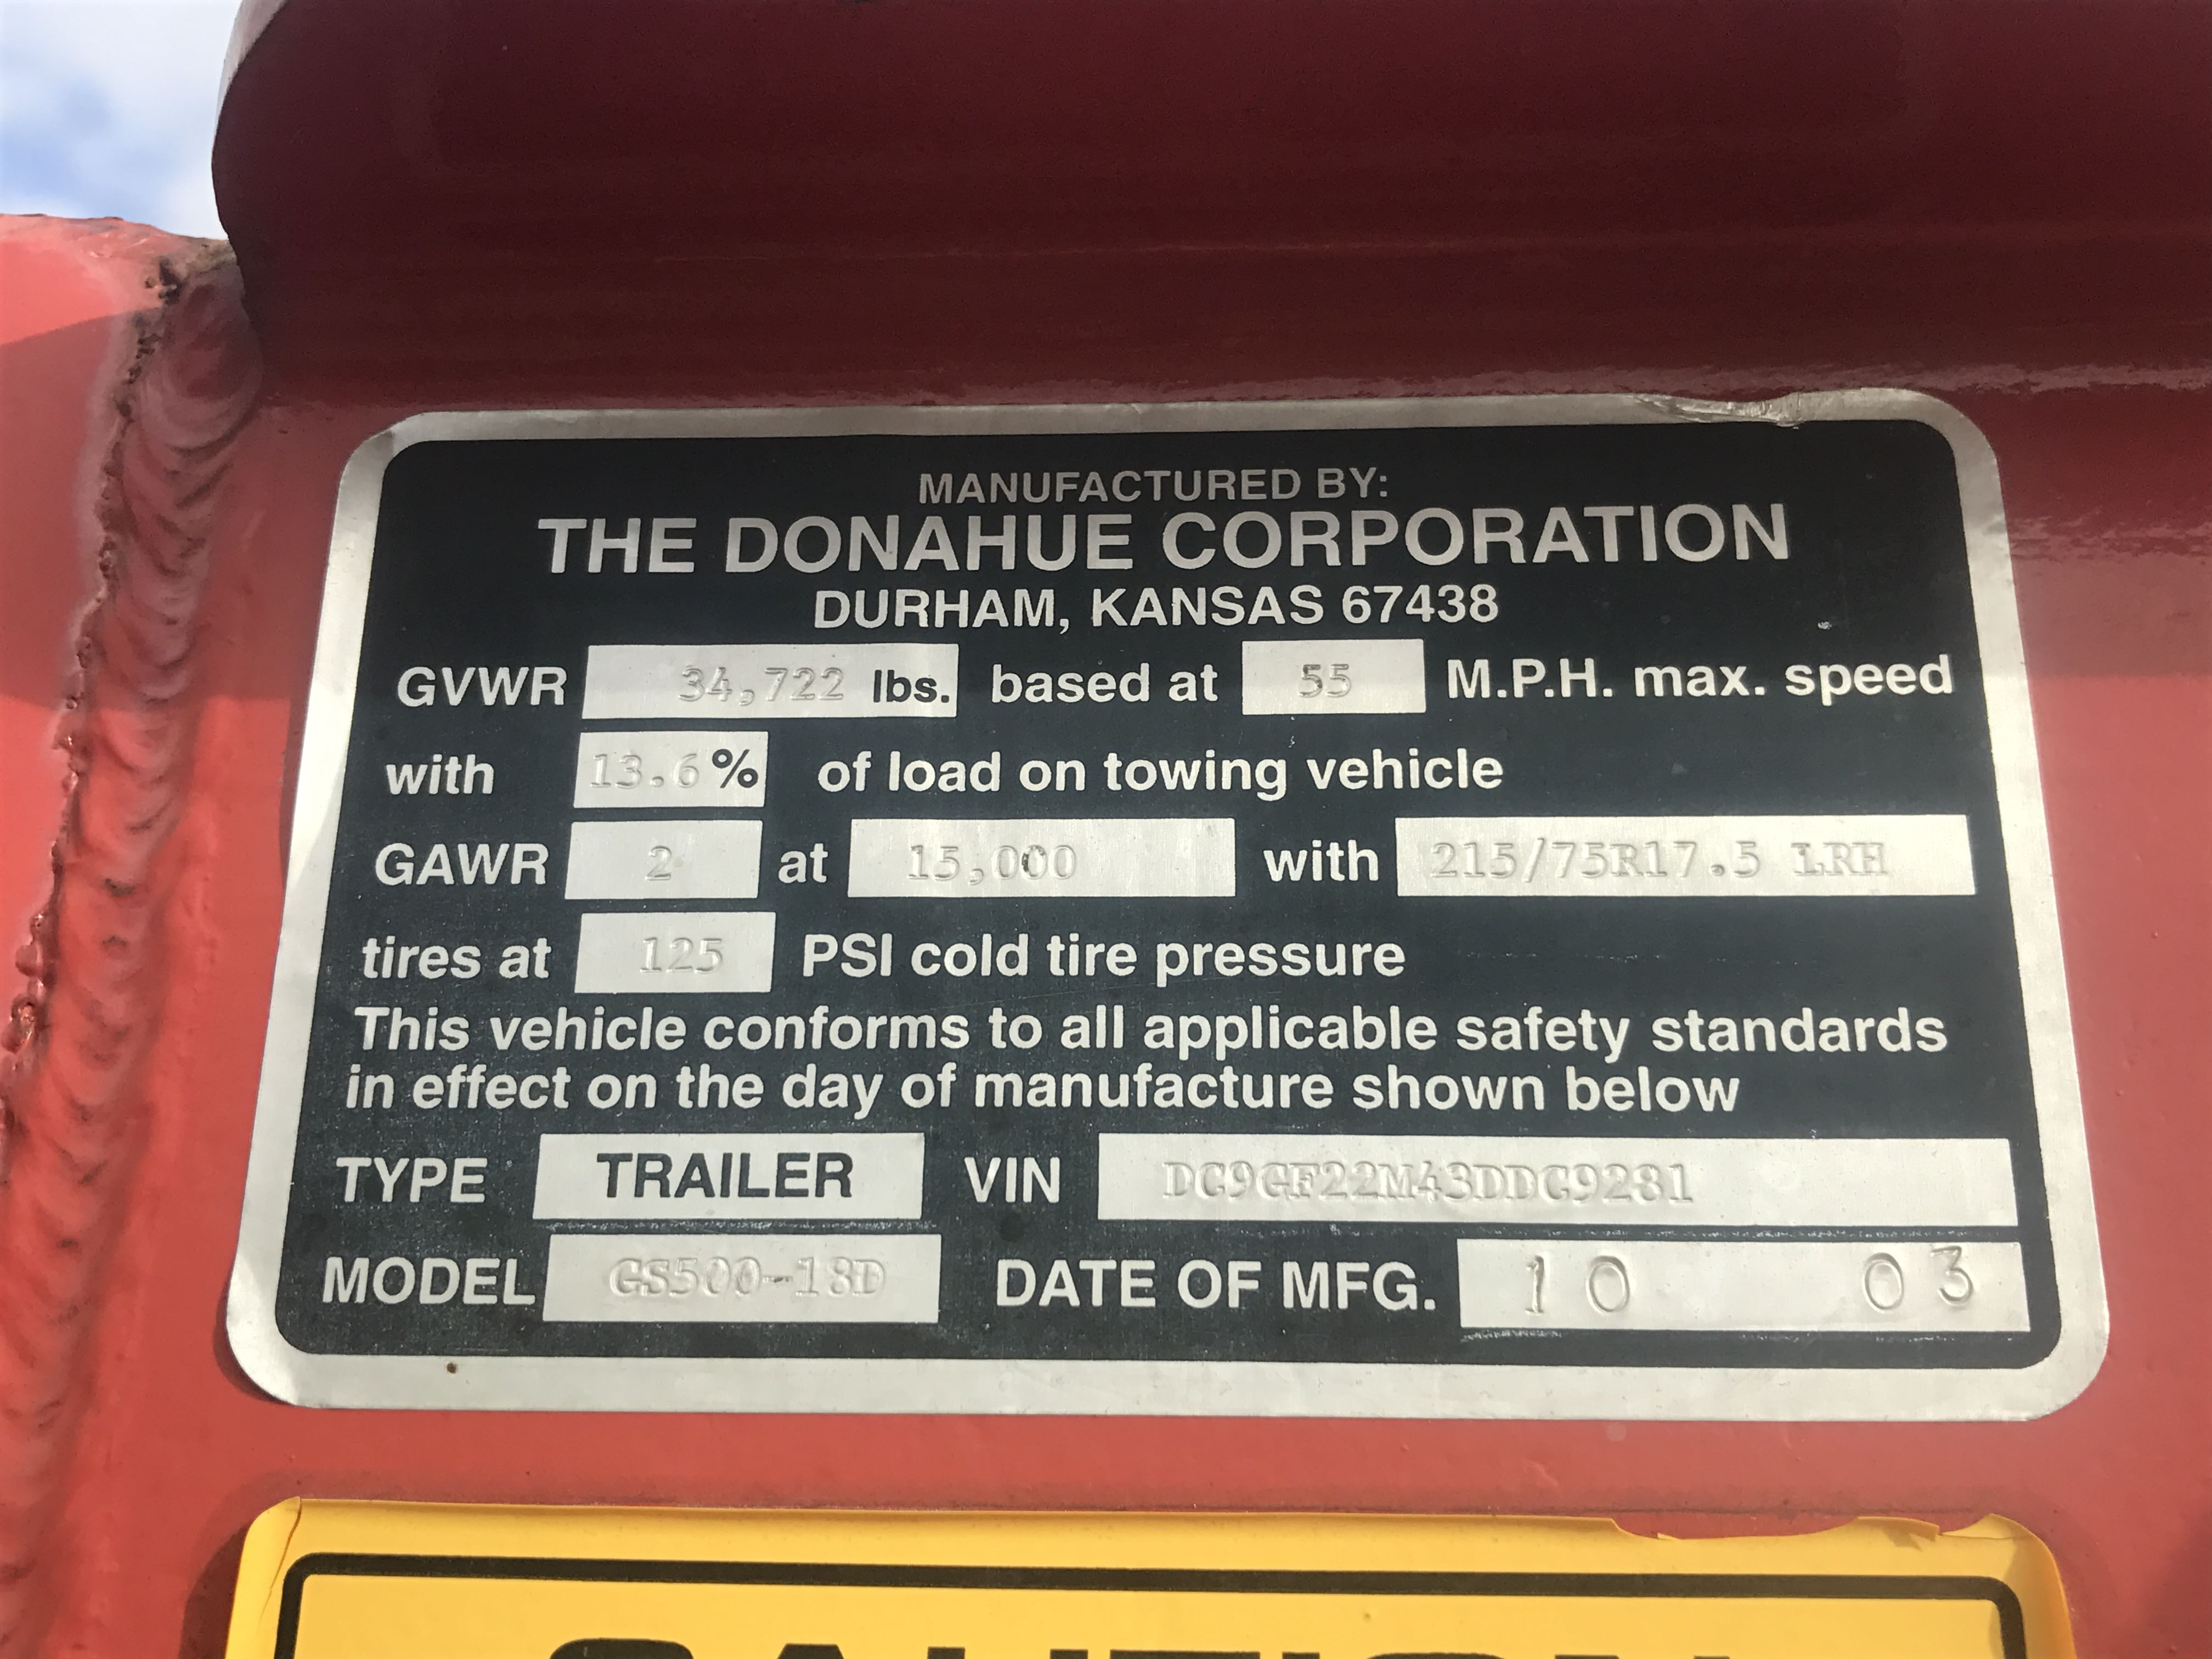 MANUFACTURED BY:
THE DONAHUE CORPORATION
DURHAM, KANSAS 67438
GVWR 34,722 lbs. based at 55 M.P.H. max. speed
with 13.6% of load on towing vehicle
GAWR 2 at 15,000 with 215/75R17.5 LRH
tires at 125 PSI cold tire pressure
This vehicle conforms to all applicable safety standards
in effect on the day of manufacture shown below
TYPE TRAILER VIN DC9GF22M43DDC9281
MODEL GS500-18D DATE OF MFG. 10 03
CAUTION